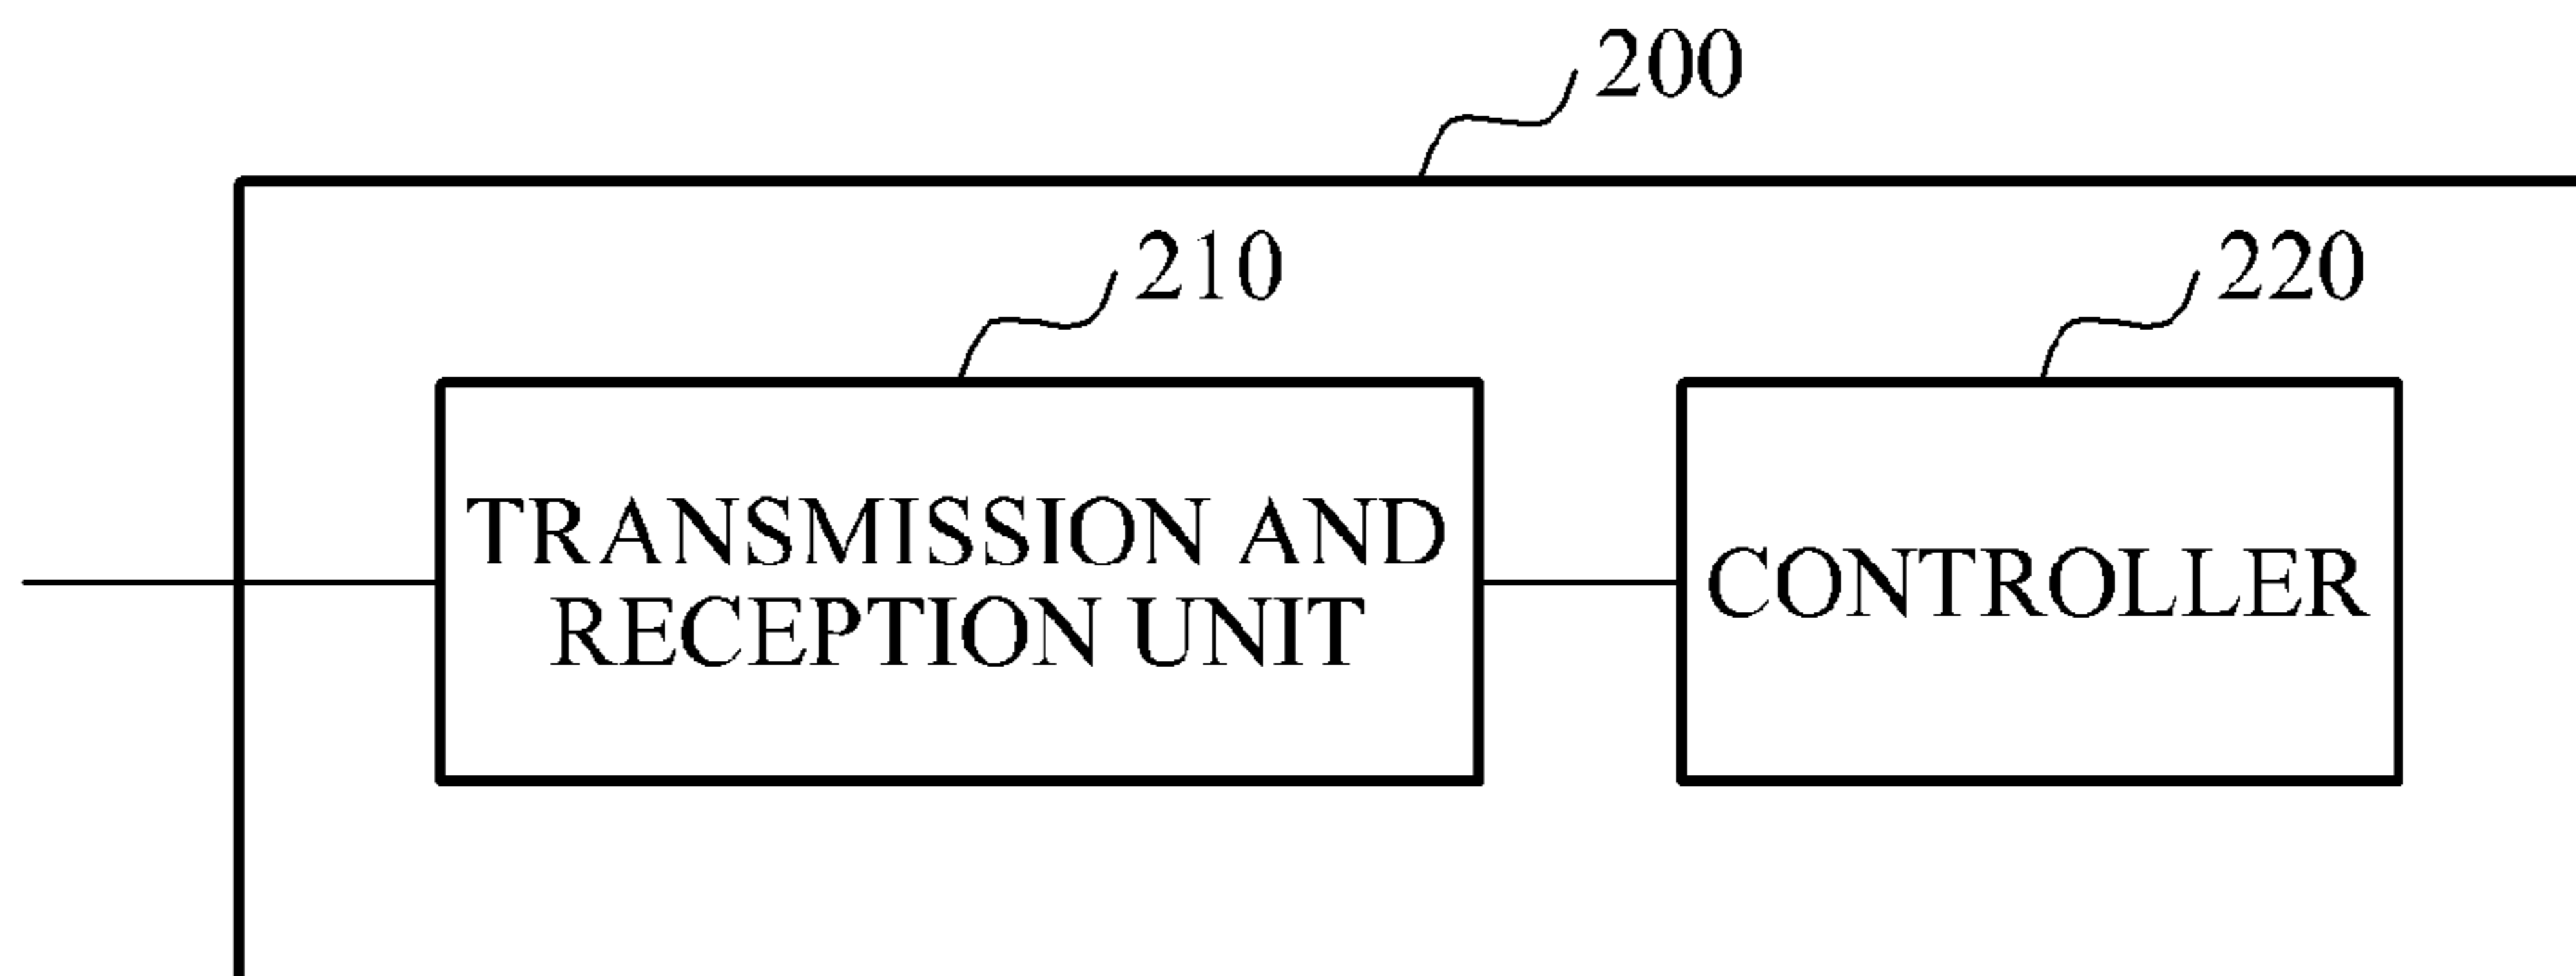 200
210
220
TRANSMISSION AND
RECEPTION UNIT
CONTROLLER